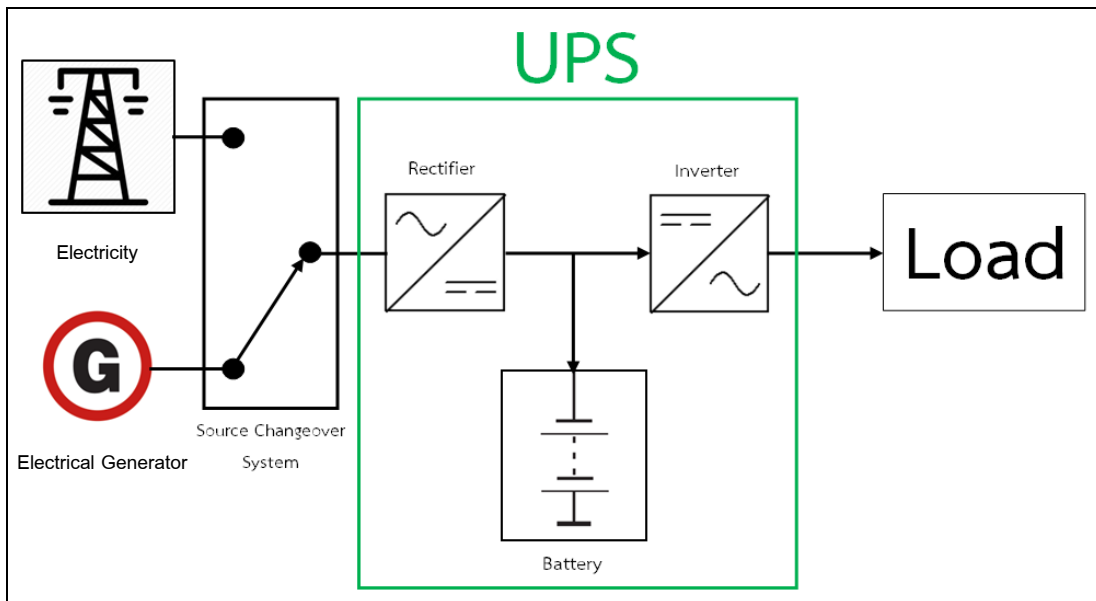 UPS
Electricity
Rectifier
Inverter
Load
G
Electrical Generator
Source Changeover
System
Battery